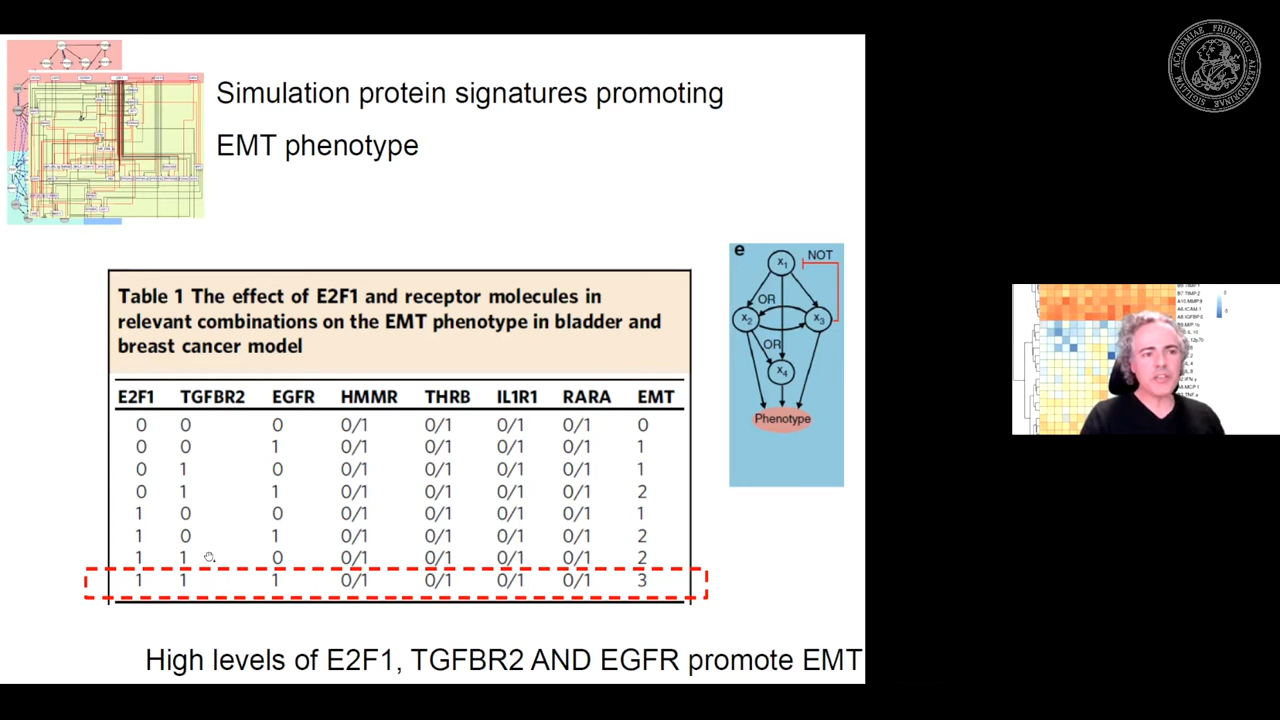 Simulation protein signatures promoting
EMT phenotype
Table 1 The effect of E2F1 and receptor molecules in
relevant combinations on the EMT phenotype in bladder and
breast cancer model
E2F1 TGFBR2 EGFR HMMR THRB IL1R1 RARA EMT
0 0 0 0/1 0/1 0/1 0/1 0
0 0 1 0/1 0/1 0/1 0/1 1
0 1 0 0/1 0/1 0/1 0/1 1
0 1 1 0/1 0/1 0/1 0/1 2
1 0 0 0/1 0/1 0/1 0/1 1
1 0 1 0/1 0/1 0/1 0/1 2
1 1 0 0/1 0/1 0/1 0/1 2
1 1 1 0/1 0/1 0/1 0/1 3
High levels of E2F1, TGFBR2 AND EGFR promote EMT
e
NOT
x1
OR
x2 x3
OR
x4
Phenotype